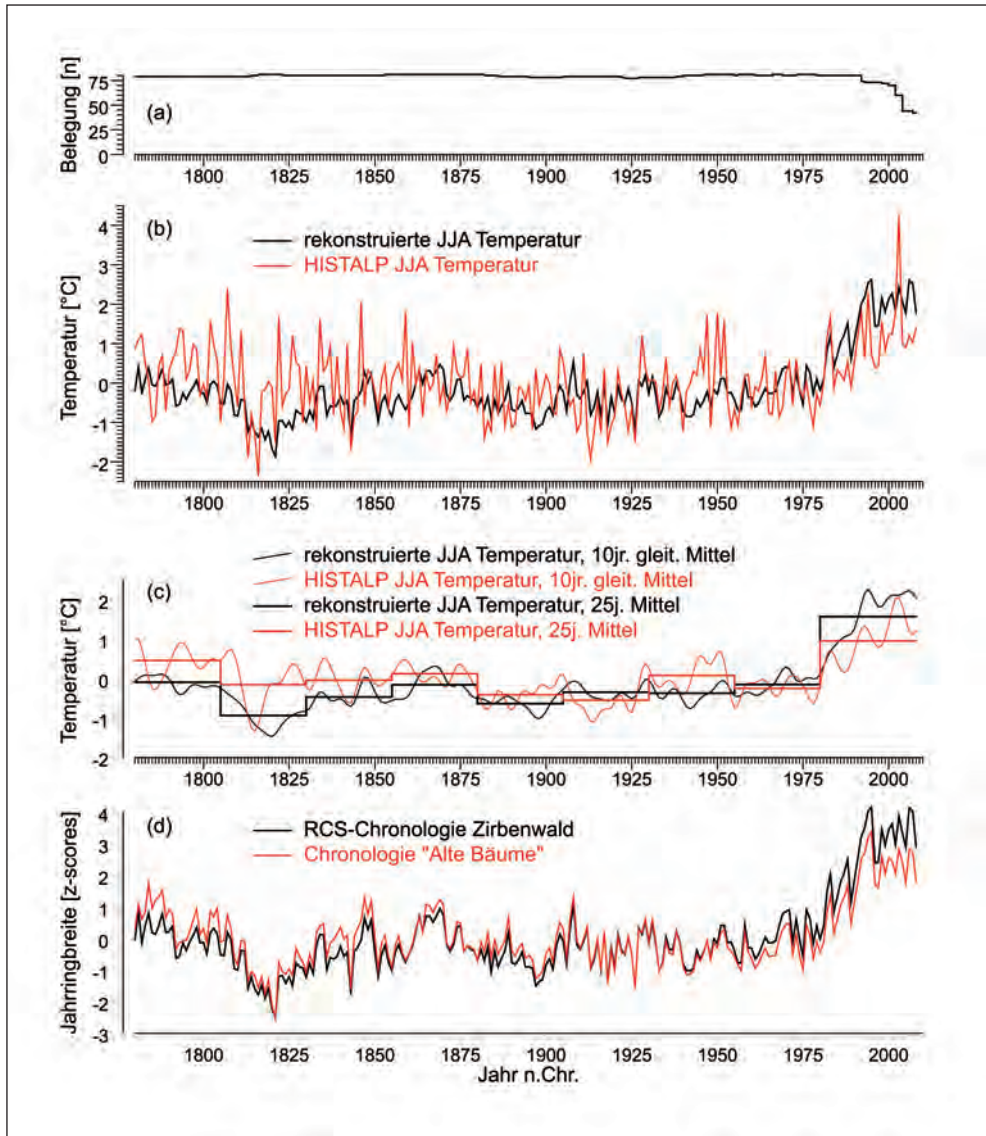 Belegung [n]
75
50
25
0
(a)
1800 1825 1850 1875 1900 1925 1950 1975 2000
Temperatur [°C]
4
3
2
1
0
-1
-2
(b)
rekonstruierte JJA Temperatur
HISTALP JJA Temperatur
1800 1825 1850 1875 1900 1925 1950 1975 2000
rekonstruierte JJA Temperatur, 10jr. gleit. Mittel
HISTALP JJA Temperatur, 10jr. gleit. Mittel
rekonstruierte JJA Temperatur, 25j. Mittel
HISTALP JJA Temperatur, 25j. Mittel
Temperatur [°C]
2
1
0
-1
-2
(c)
1800 1825 1850 1875 1900 1925 1950 1975 2000
Jahrringbreite [z-scores]
4
3
2
1
0
-1
-2
-3
(d)
RCS-Chronologie Zirbenwald
Chronologie "Alte Bäume"
1800 1825 1850 1875 1900 1925 1950 1975 2000
Jahr n.Chr.